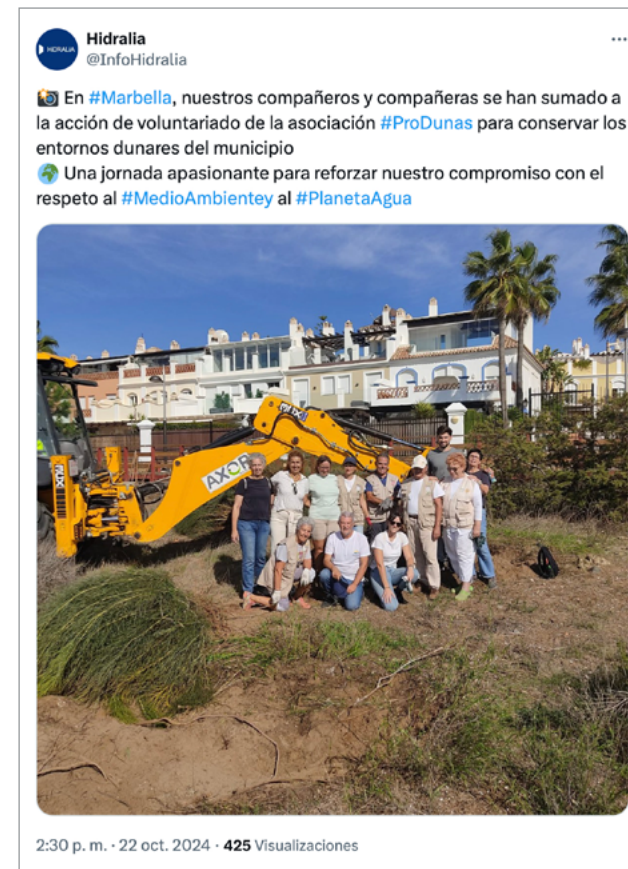 HIDRALIA
Hidralia
@InfoHidralia
En #Marbella, nuestros compañeros y compañeras se han sumado a
la acción de voluntariado de la asociación #ProDunas para conservar los
entornos dunares del municipio
Una jornada apasionante para reforzar nuestro compromiso con el
respeto al #MedioAmbientey al #PlanetaAgua
AXOR
2:30 p. m. · 22 oct. 2024 · 425 Visualizaciones